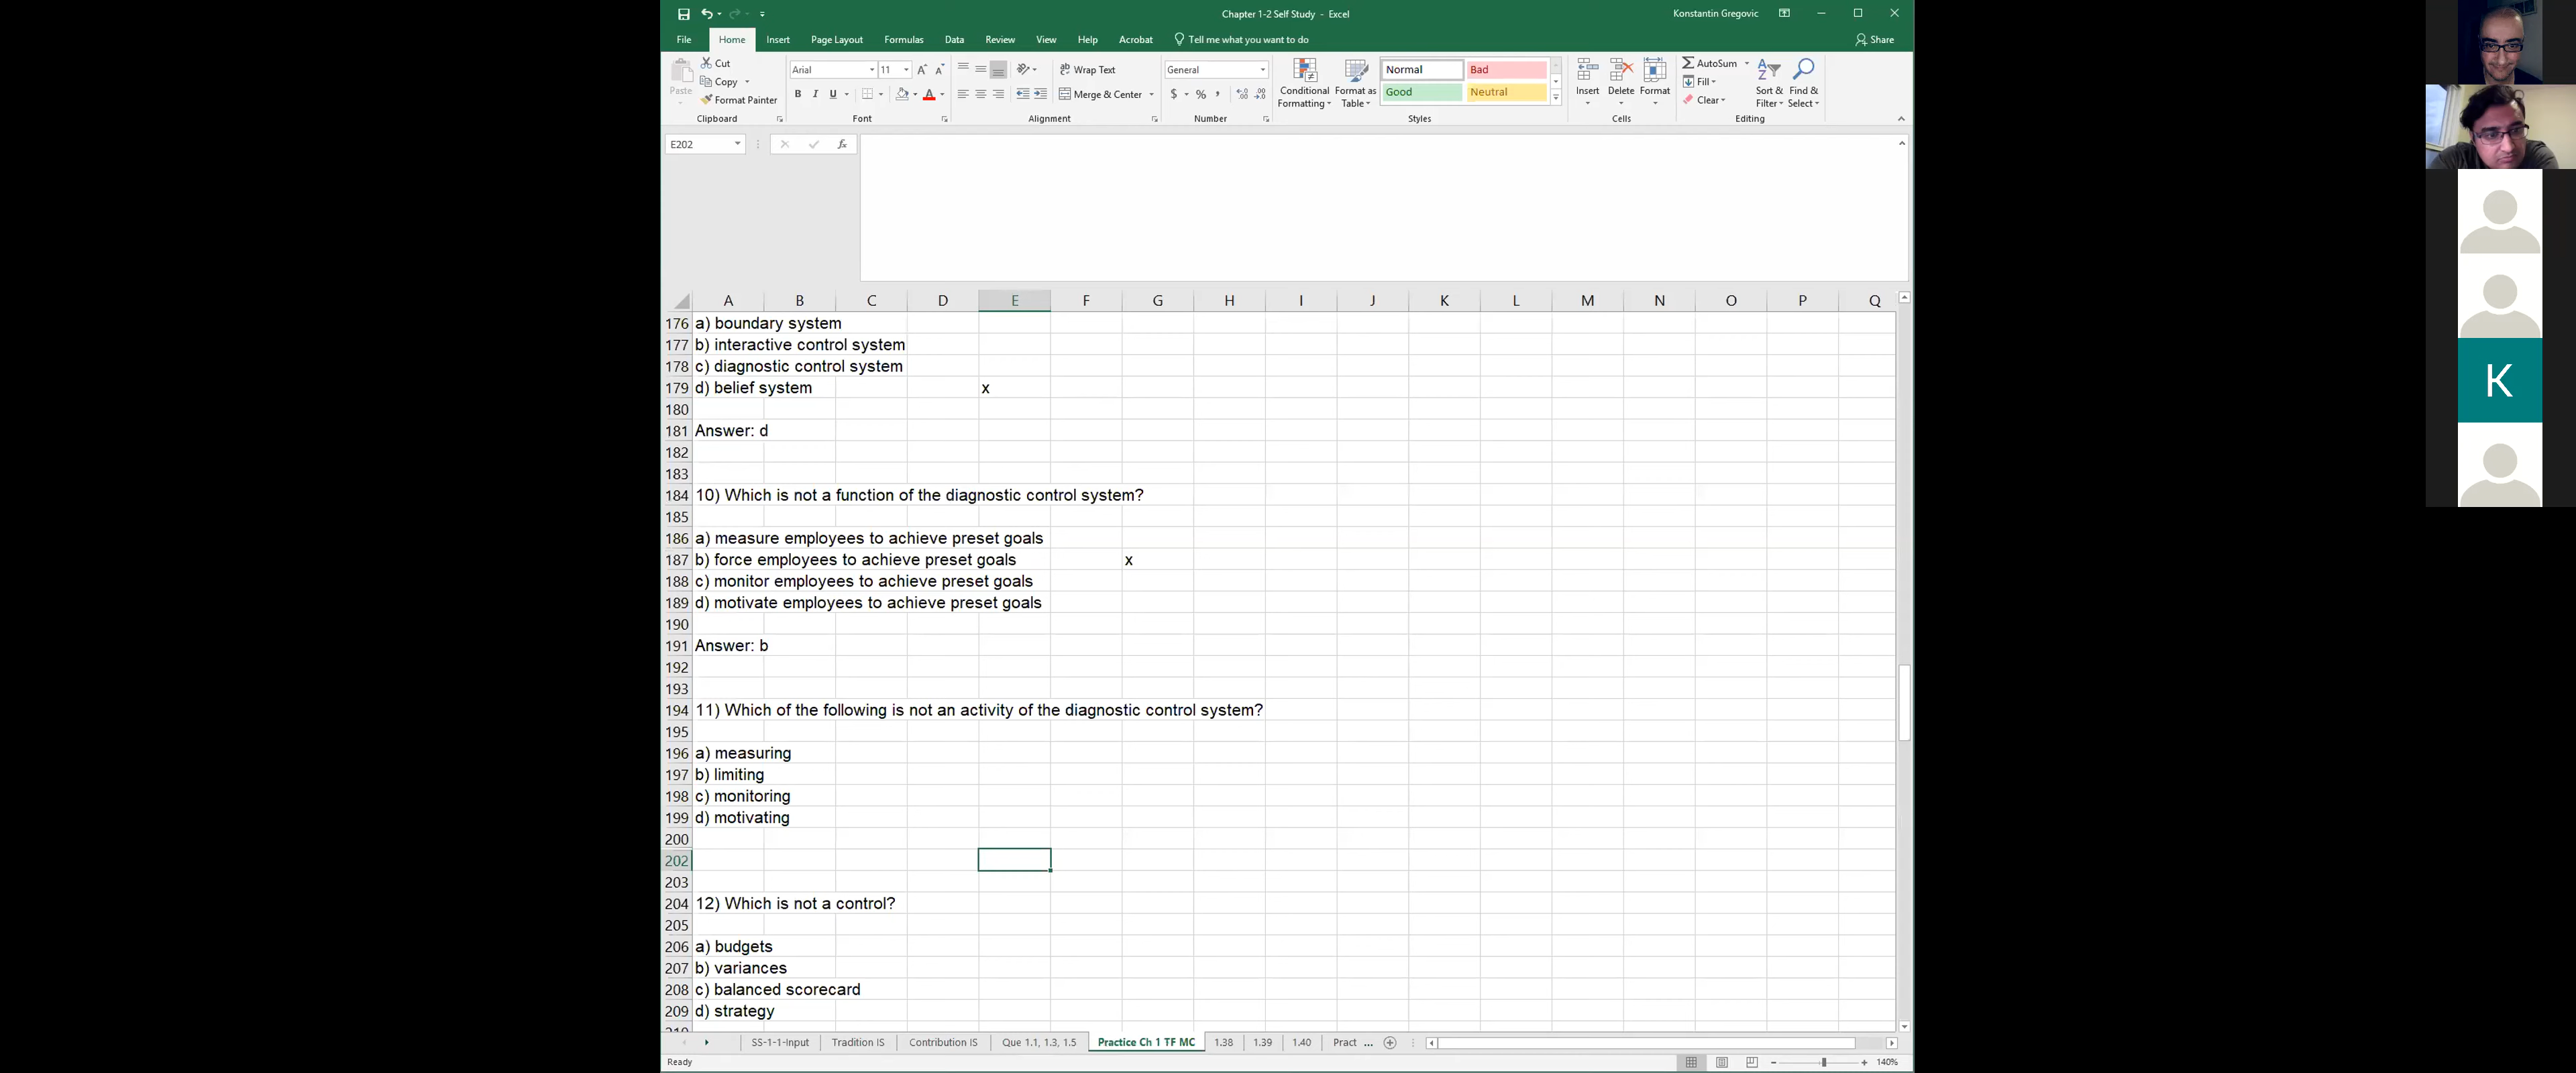 Chapter 1-2 Self Study - Excel
Konstantin Gregovic
File Home Insert Page Layout Formulas Data Review View Help Acrobat Tell me what you want to do Share
Paste
Cut
Copy
Format Painter
Clipboard
Arial 11
B I U
Font
Wrap Text
Merge & Center
Alignment
General
$ % ,
Number
Conditional Formatting
Format as Table
Normal Bad
Good Neutral
Styles
Insert Delete Format
Cells
AutoSum
Fill
Clear
Sort & Filter
Find & Select
Editing
E202 fx
A B C D E F G H I J K L M N O P Q
176 a) boundary system
177 b) interactive control system
178 c) diagnostic control system
179 d) belief system x
180
181 Answer: d
182
183
184 10) Which is not a function of the diagnostic control system?
185
186 a) measure employees to achieve preset goals
187 b) force employees to achieve preset goals x
188 c) monitor employees to achieve preset goals
189 d) motivate employees to achieve preset goals
190
191 Answer: b
192
193
194 11) Which of the following is not an activity of the diagnostic control system?
195
196 a) measuring
197 b) limiting
198 c) monitoring
199 d) motivating
200
202
203
204 12) Which is not a control?
205
206 a) budgets
207 b) variances
208 c) balanced scorecard
209 d) strategy
SS-1-1-Input Tradition IS Contribution IS Que 1.1, 1.3, 1.5 Practice Ch 1 TF MC 1.38 1.39 1.40 Pract ...
Ready
140%
K